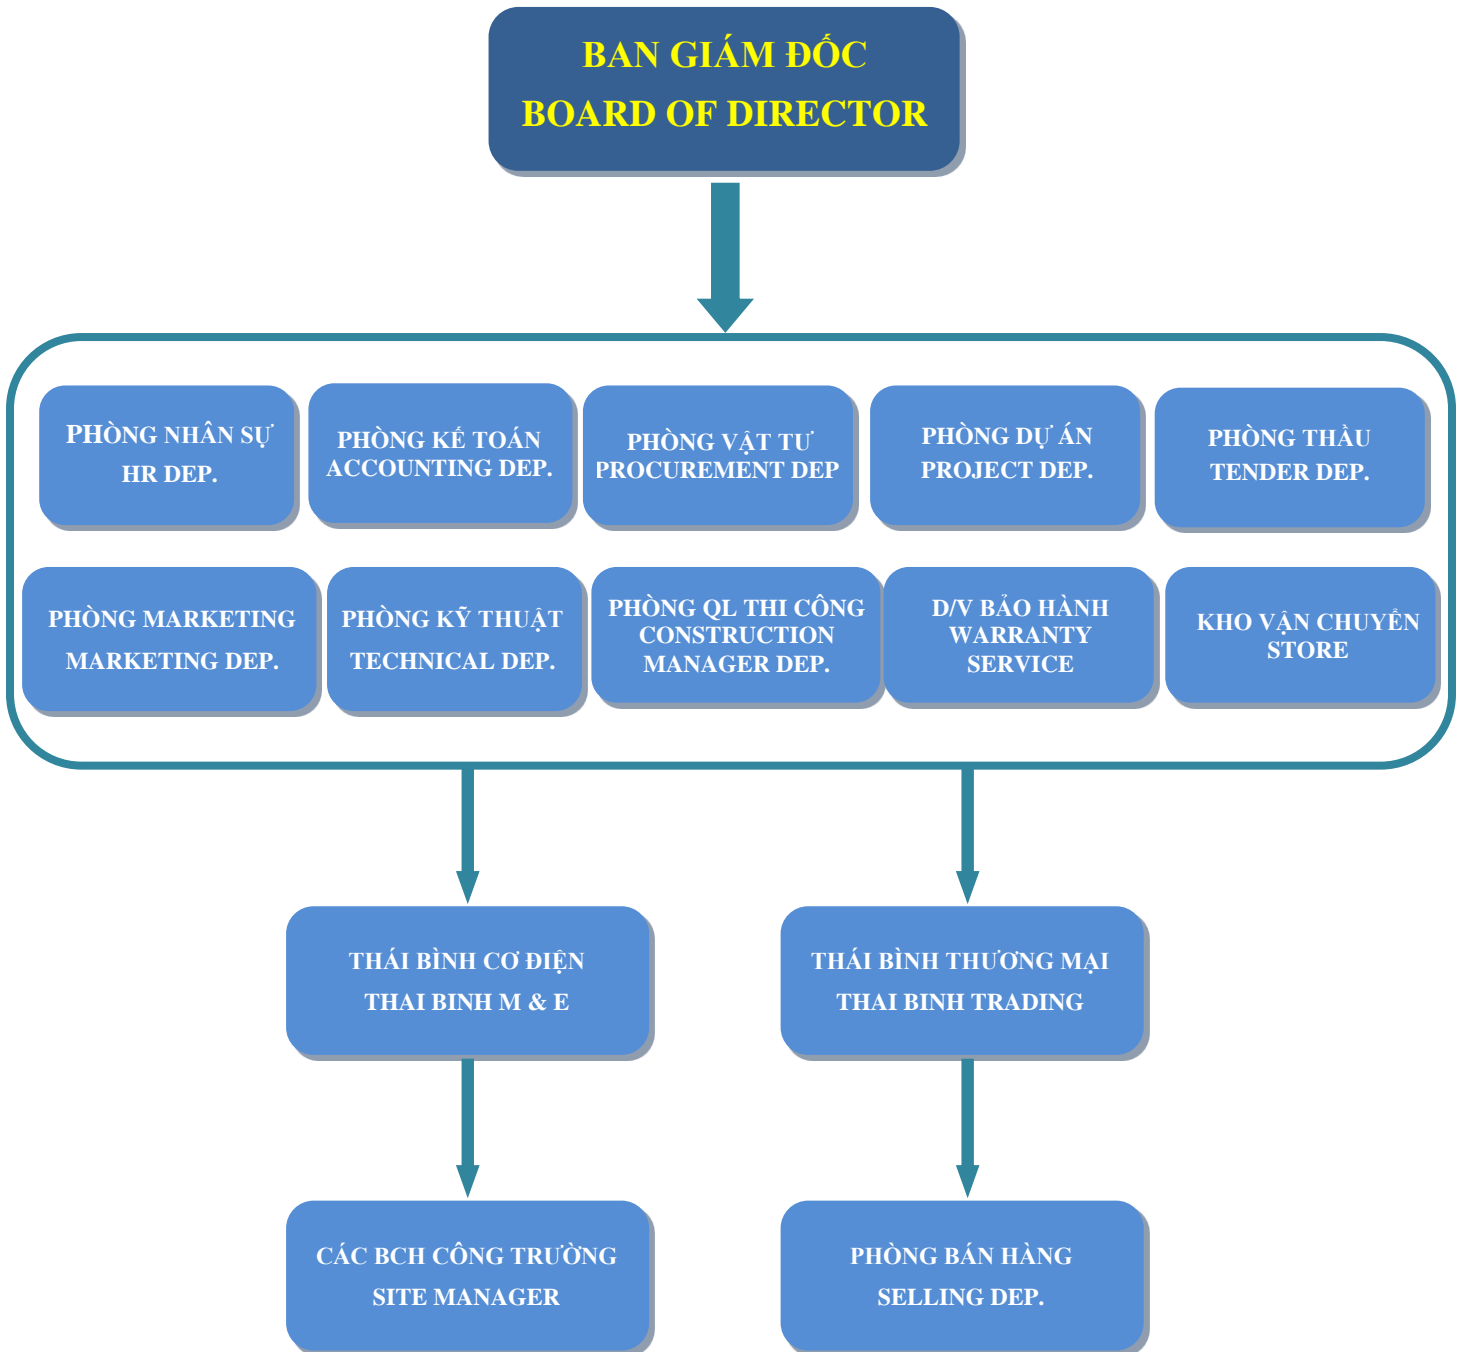 BAN GIÁM ĐỐC
BOARD OF DIRECTOR
PHÒNG NHÂN SỰ
HR DEP.
PHÒNG KẾ TOÁN
ACCOUNTING DEP.
PHÒNG VẬT TƯ
PROCUREMENT DEP
PHÒNG DỰ ÁN
PROJECT DEP.
PHÒNG THẦU
TENDER DEP.
PHÒNG MARKETING
MARKETING DEP.
PHÒNG KỸ THUẬT
TECHNICAL DEP.
PHÒNG QL THI CÔNG
CONSTRUCTION
MANAGER DEP.
D/V BẢO HÀNH
WARRANTY
SERVICE
KHO VẬN CHUYỂN
STORE
THÁI BÌNH CƠ ĐIỆN
THAI BINH M & E
THÁI BÌNH THƯƠNG MẠI
THAI BINH TRADING
CÁC BCH CÔNG TRƯỜNG
SITE MANAGER
PHÒNG BÁN HÀNG
SELLING DEP.